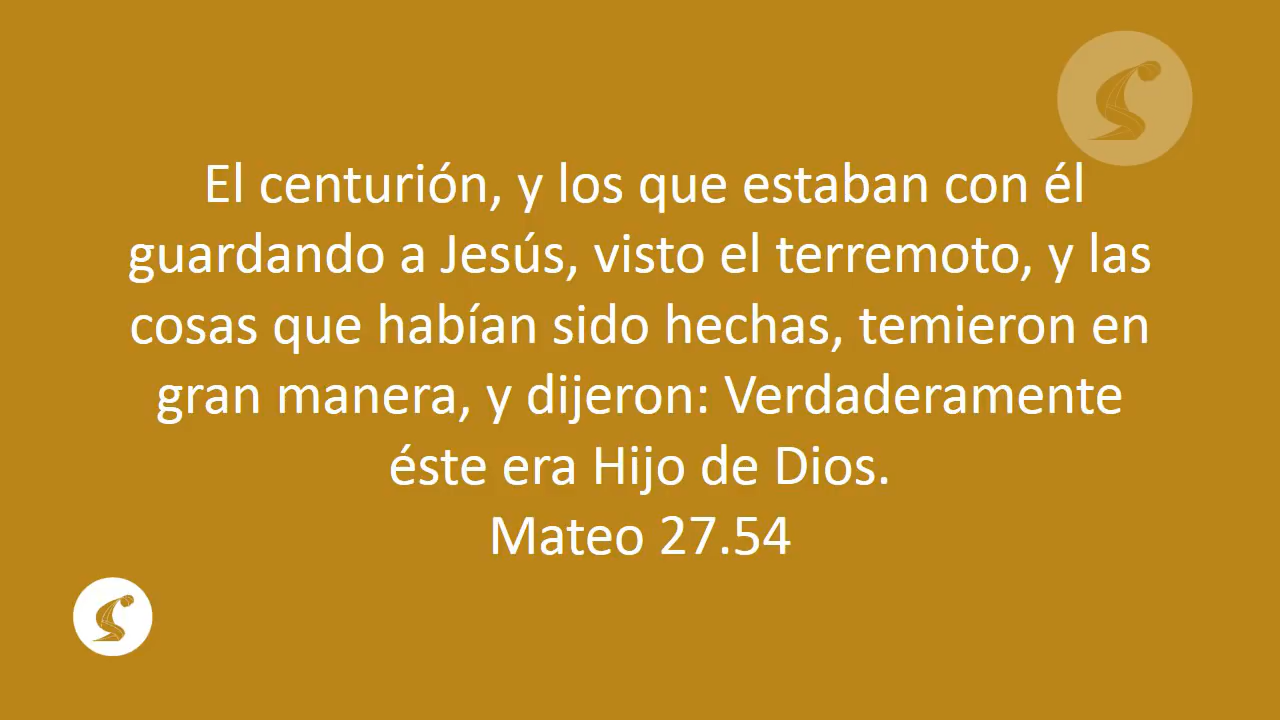 El centurión, y los que estaban con él
guardando a Jesús, visto el terremoto, y las
cosas que habían sido hechas, temieron en
gran manera, y dijeron: Verdaderamente
éste era Hijo de Dios.
Mateo 27.54